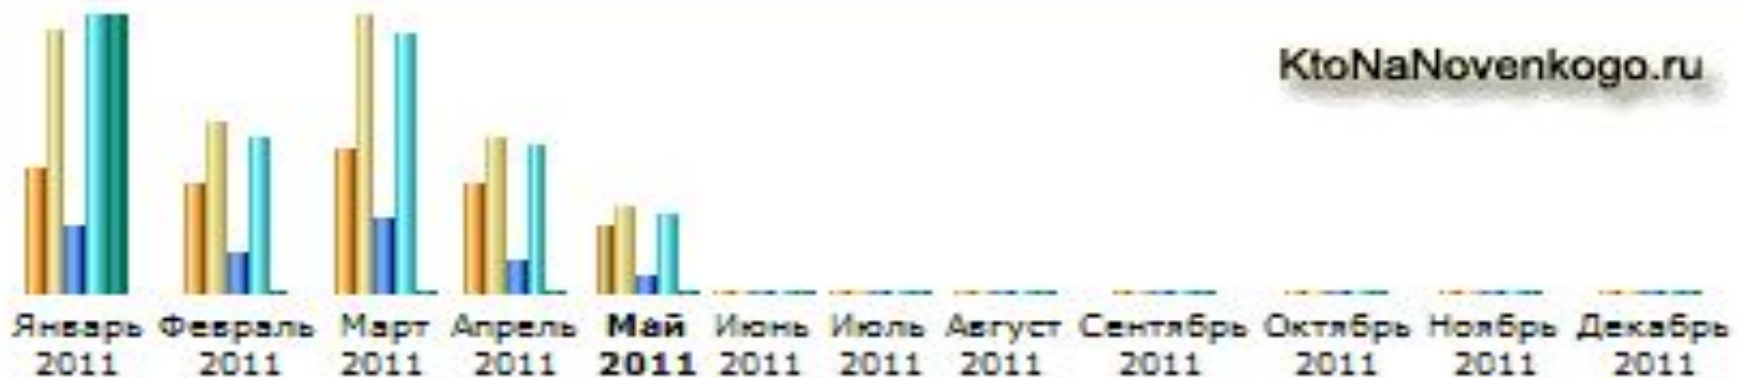 KtoNaNovenkogo.ru
Январь Февраль Март Апрель Май Июнь Июль Август Сентябрь Октябрь Ноябрь Декабрь
2011 2011 2011 2011 2011 2011 2011 2011 2011 2011 2011 2011